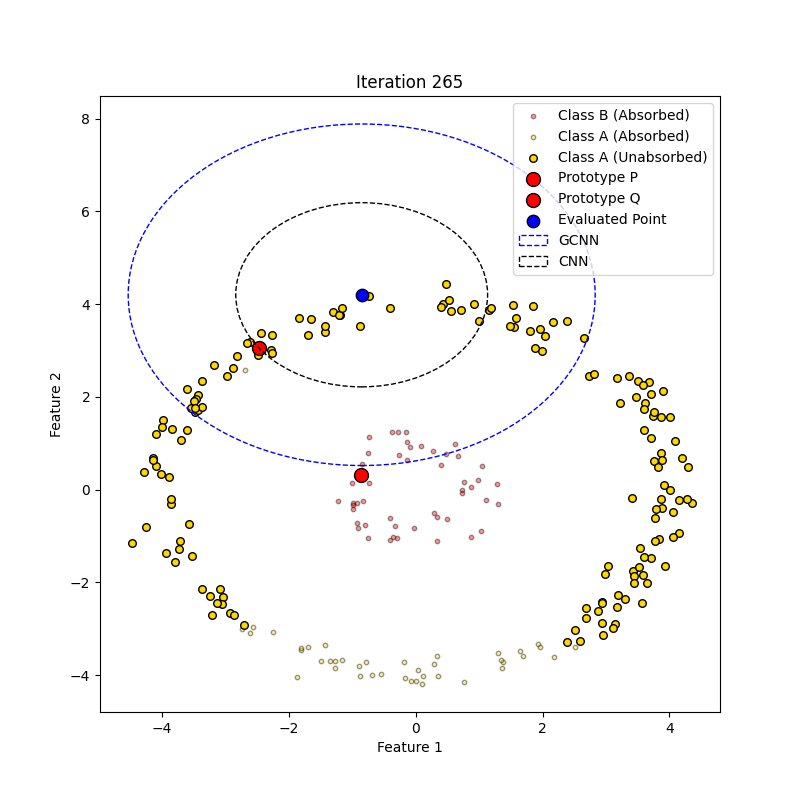 Iteration 265
Class B (Absorbed)
Class A (Absorbed)
Class A (Unabsorbed)
Prototype P
Prototype Q
Evaluated Point
GCNN
CNN
8
6
4
2
0
−2
−4
Feature 2
−4 −2 0 2 4
Feature 1